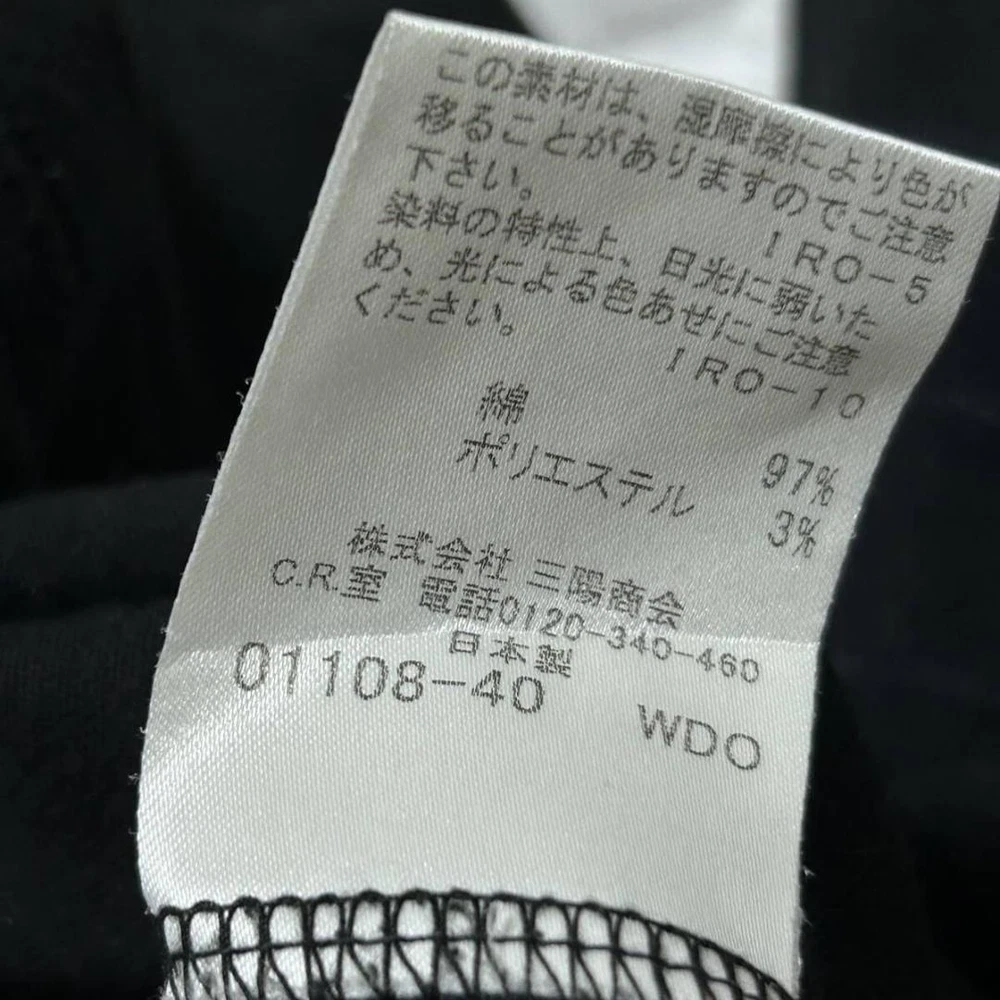 この素材は、湿摩擦により色が
移ることがありますのでご注意
下さい。
IRO-5
染料の特性上、日光に弱いた
め、光による色あせにご注意
ください。
IRO-10
綿 97%
ポリエステル 3%
株式会社 三陽商会
C.R.室 電話0120-340-460
日本製
01108-40 WDO